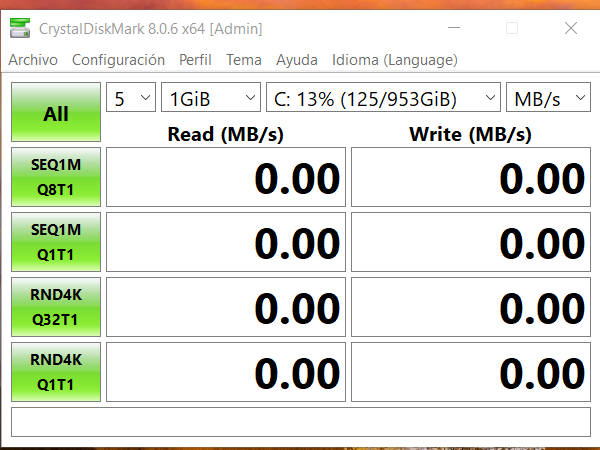 CrystalDiskMark 8.0.6 x64 [Admin]
Archivo Configuración Perfil Tema Ayuda Idioma (Language)
All 5 1GiB C: 13% (125/953GiB) MB/s
Read (MB/s) Write (MB/s)
SEQ1M
Q8T1
0.00 0.00
SEQ1M
Q1T1
0.00 0.00
RND4K
Q32T1
0.00 0.00
RND4K
Q1T1
0.00 0.00